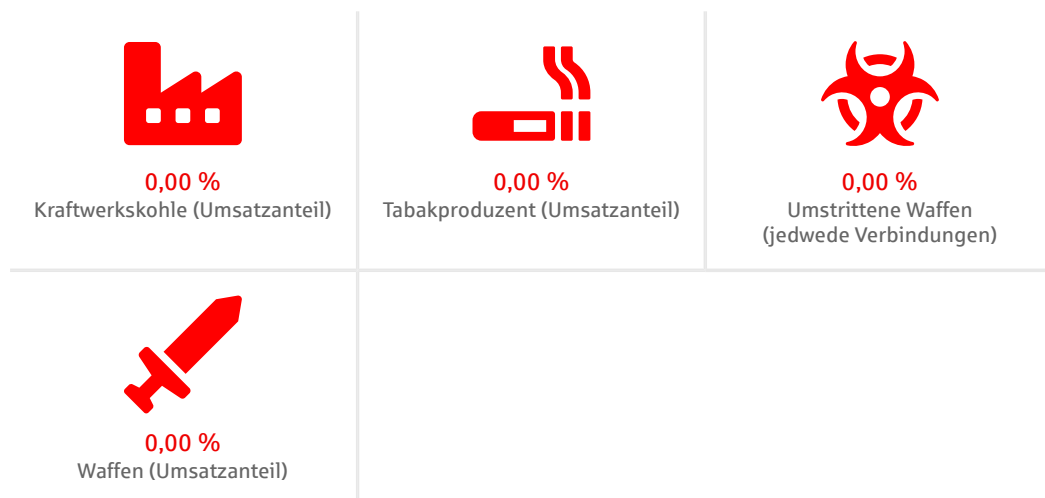 0,00 %
Kraftwerkskohle (Umsatzanteil)
0,00 %
Tabakproduzent (Umsatzanteil)
0,00 %
Umstrittene Waffen
(jedwede Verbindungen)
0,00 %
Waffen (Umsatzanteil)